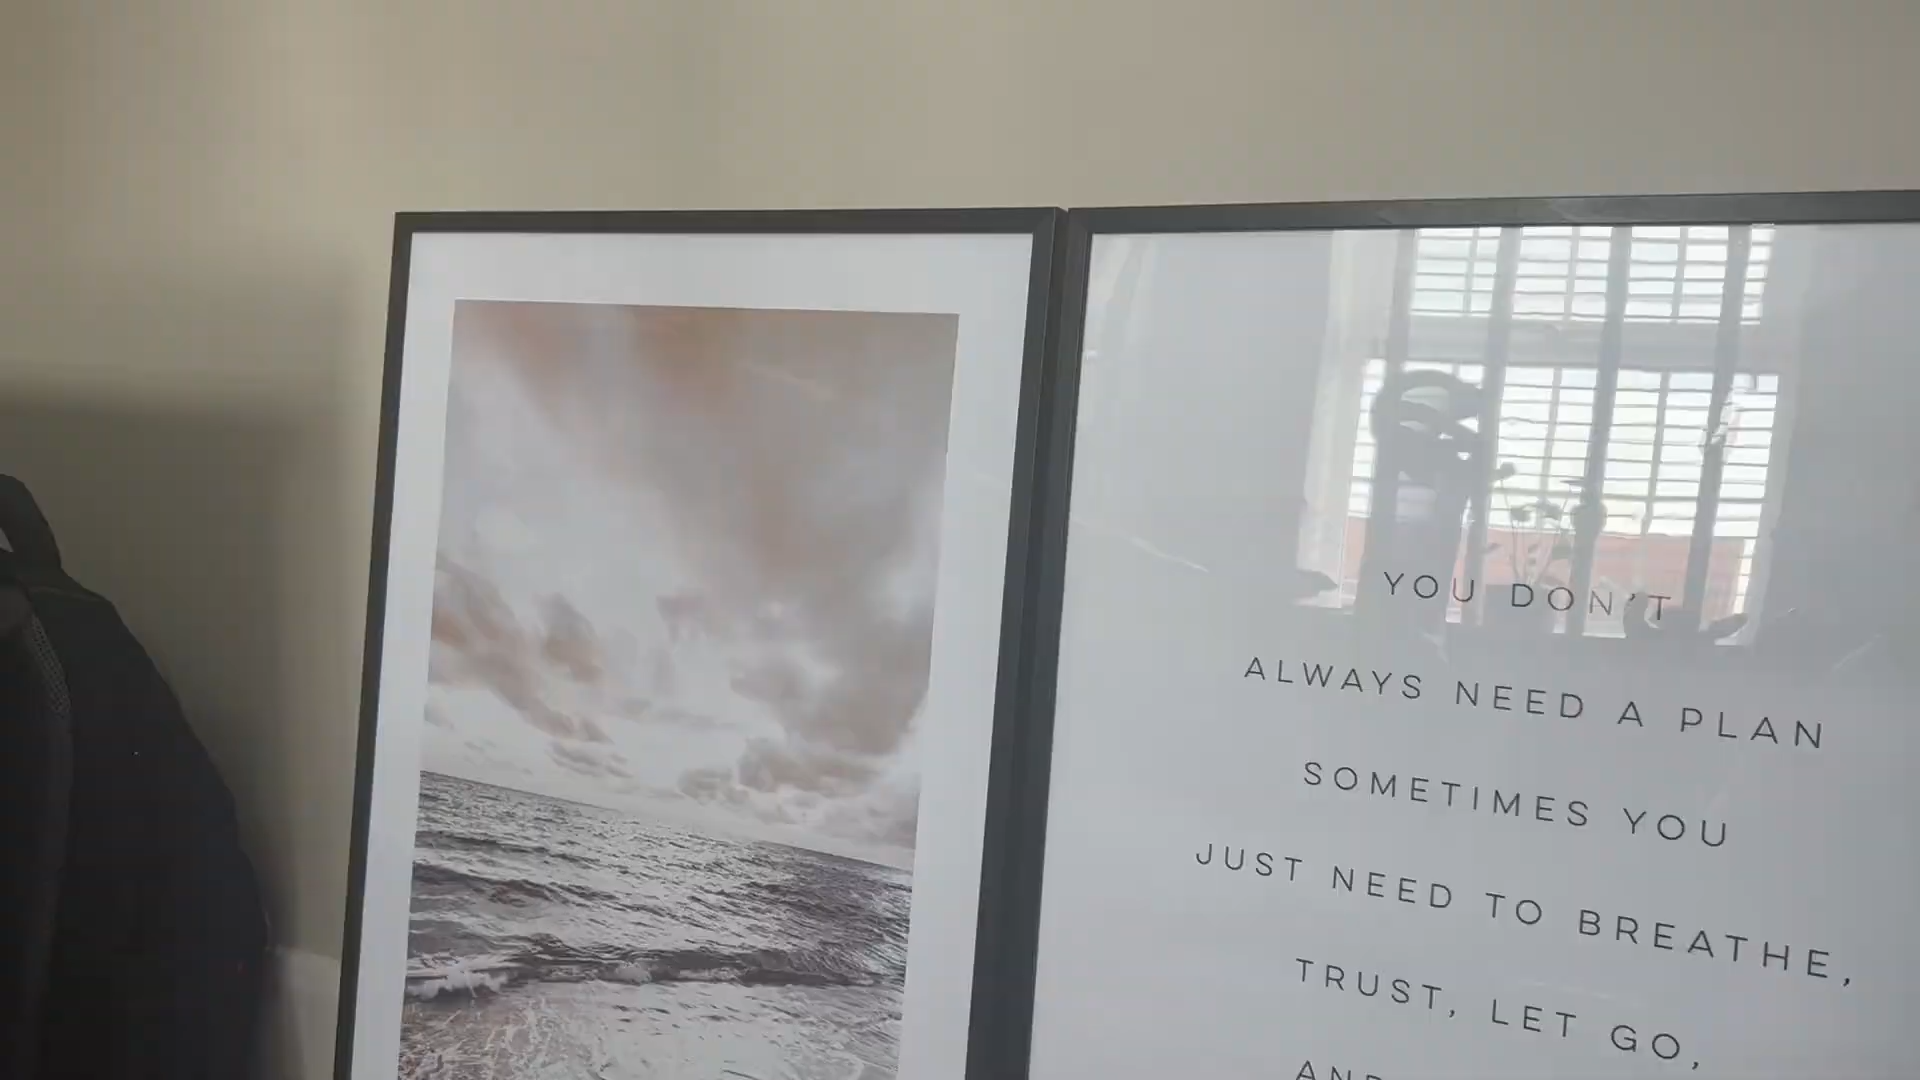 YOU DON'T
ALWAYS NEED A PLAN
SOMETIMES YOU
JUST NEED TO BREATHE,
TRUST, LET GO,